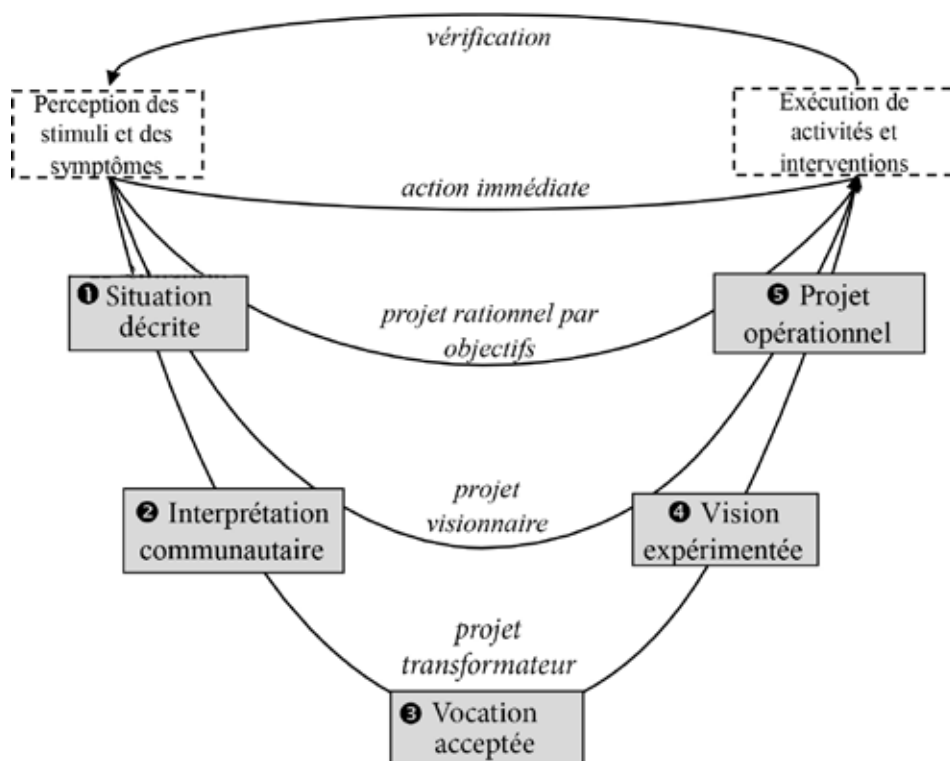 vérification
Perception des
stimuli et des
symptômes
Exécution de
activités et
interventions
action immédiate
❶ Situation
décrite
projet rationnel par
objectifs
❺ Projet
opérationnel
❷ Interprétation
communautaire
projet
visionnaire
❹ Vision
expérimentée
projet
transformateur
❸ Vocation
acceptée